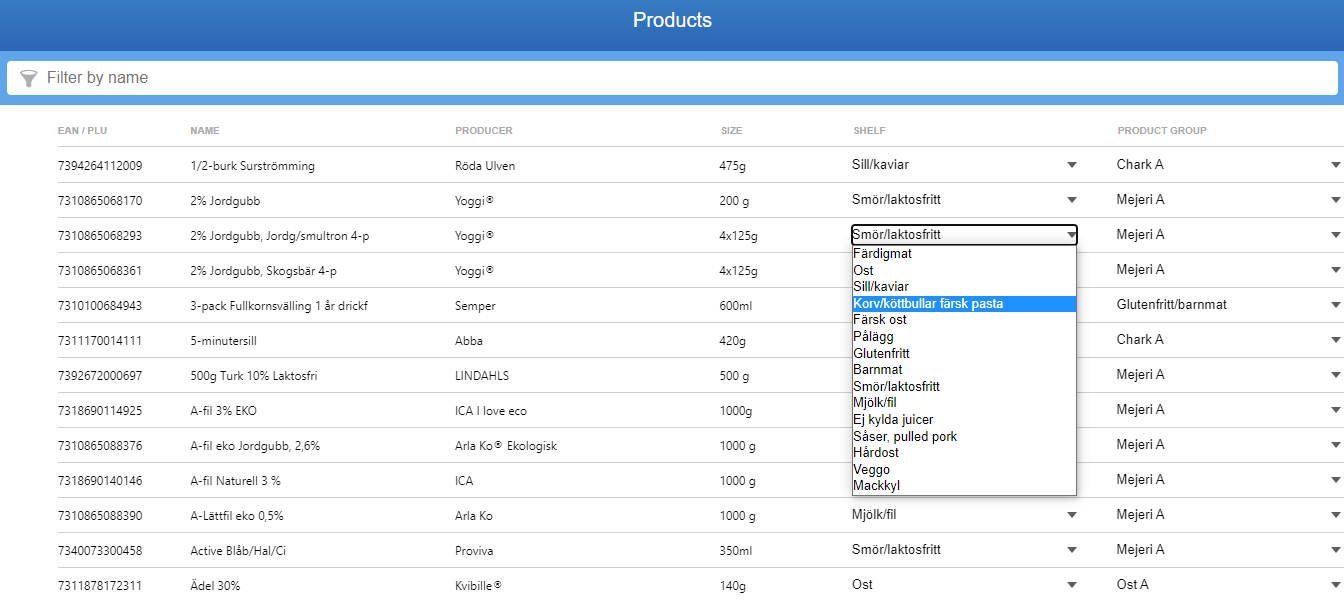 Products
Filter by name
EAN / PLU NAME PRODUCER SIZE SHELF PRODUCT GROUP
7394264112009 1/2-burk Surströmming Röda Ulven 475g Sill/kaviar Chark A
7310865068170 2% Jordgubb Yoggi® 200 g Smör/laktosfritt Mejeri A
7310865068293 2% Jordgubb, Jordg/smultron 4-p Yoggi® 4x125g Smör/laktosfritt Mejeri A
Färdigmat
Ost
Sill/kaviar
Korv/köttbullar färsk pasta
Färsk ost
Pålägg
Glutenfritt
Barnmat
Smör/laktosfritt
Mjölk/fil
Ej kylda juicer
Såser, pulled pork
Hårdost
Veggo
Mackkyl
7310865068361 2% Jordgubb, Skogsbär 4-p Yoggi® 4x125g Mejeri A
7310100684943 3-pack Fullkornsvälling 1 år drickf Semper 600ml Glutenfritt/barnmat
7311170014111 5-minutersill Abba 420g Chark A
7392672000697 500g Turk 10% Laktosfri LINDAHLS 500 g Mejeri A
7318690114925 A-fil 3% EKO ICA I love eco 1000g Mejeri A
7310865088376 A-fil eko Jordgubb, 2,6% Arla Ko® Ekologisk 1000 g Mejeri A
7318690140146 A-fil Naturell 3 % ICA 1000 g Mejeri A
7310865088390 A-Lättfil eko 0,5% Arla Ko 1000 g Mjölk/fil Mejeri A
7340073300458 Active Blåb/Hal/Ci Proviva 350ml Smör/laktosfritt Mejeri A
7311878172311 Ädel 30% Kvibille® 140g Ost Ost A